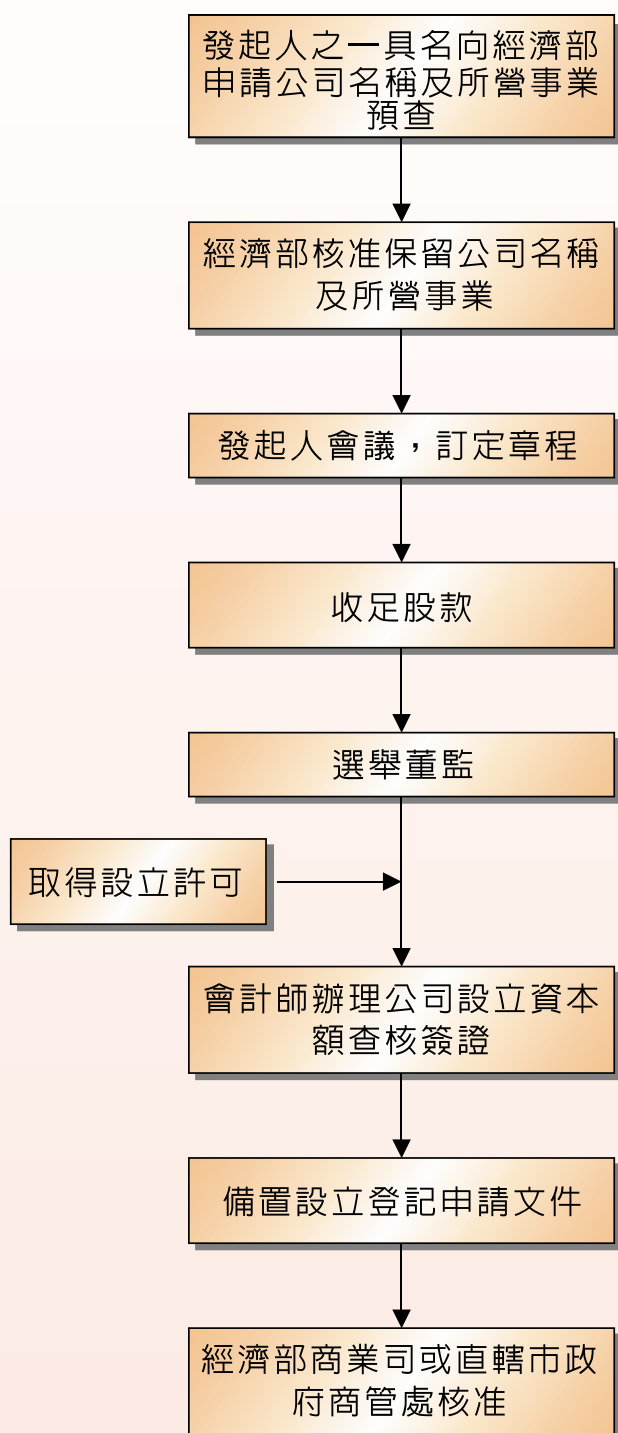 發起人之一具名向經濟部
申請公司名稱及所營事業
預查
經濟部核准保留公司名稱
及所營事業
發起人會議，訂定章程
收足股款
選舉董監
取得設立許可
會計師辦理公司設立資本
額查核簽證
備置設立登記申請文件
經濟部商業司或直轄市政
府商管處核准